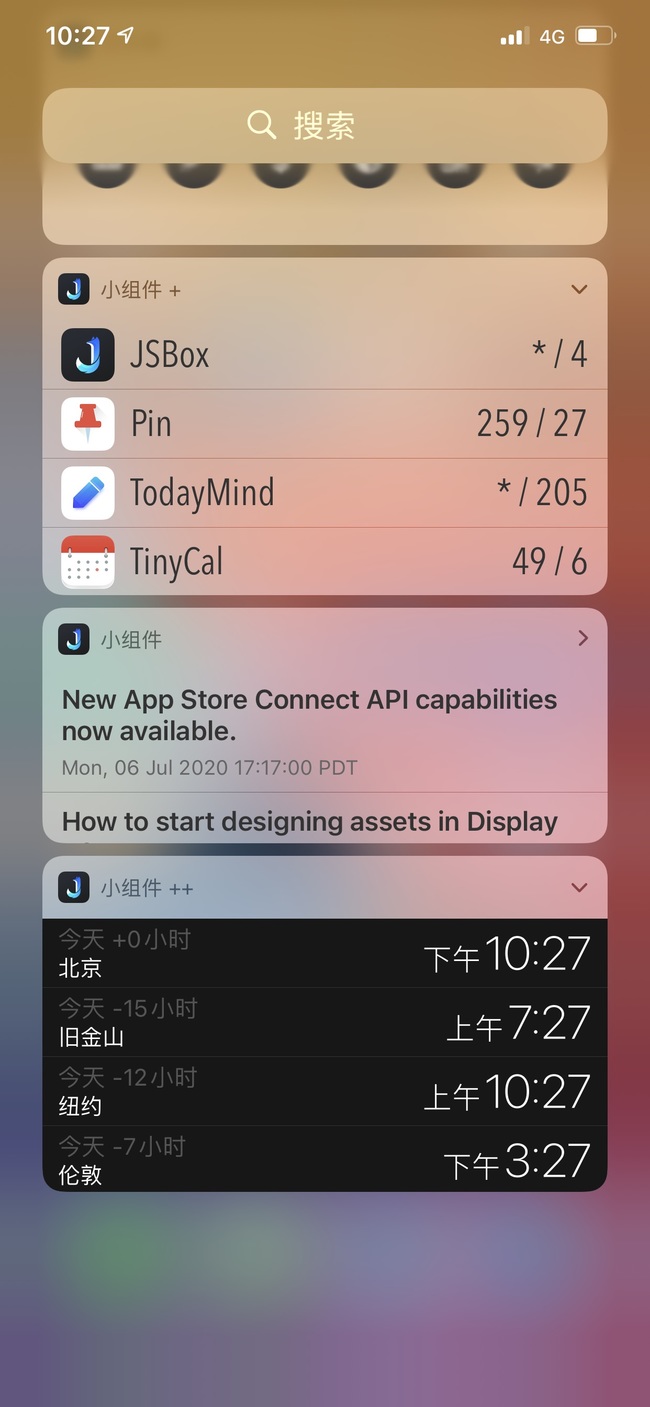 10:27
4G
搜索
小组件 +
JSBox
* / 4
Pin
259 / 27
TodayMind
* / 205
TinyCal
49 / 6
小组件
New App Store Connect API capabilities
now available.
Mon, 06 Jul 2020 17:17:00 PDT
How to start designing assets in Display
小组件 ++
今天 +0小时
北京
下午10:27
今天 -15小时
旧金山
上午7:27
今天 -12小时
纽约
上午10:27
今天 -7小时
伦敦
下午3:27